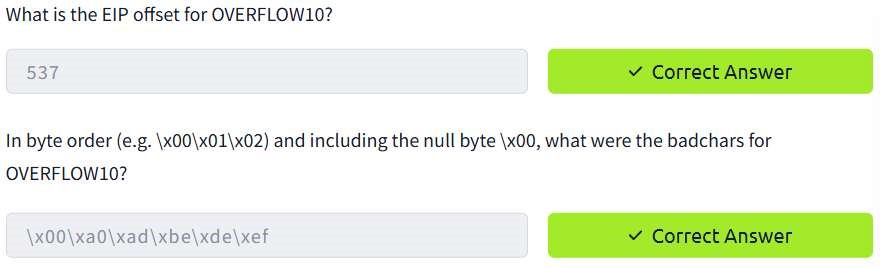 What is the EIP offset for OVERFLOW10?
537
✓ Correct Answer
In byte order (e.g. \x00\x01\x02) and including the null byte \x00, what were the badchars for
OVERFLOW10?
\x00\xa0\xad\xbe\xde\xef
✓ Correct Answer